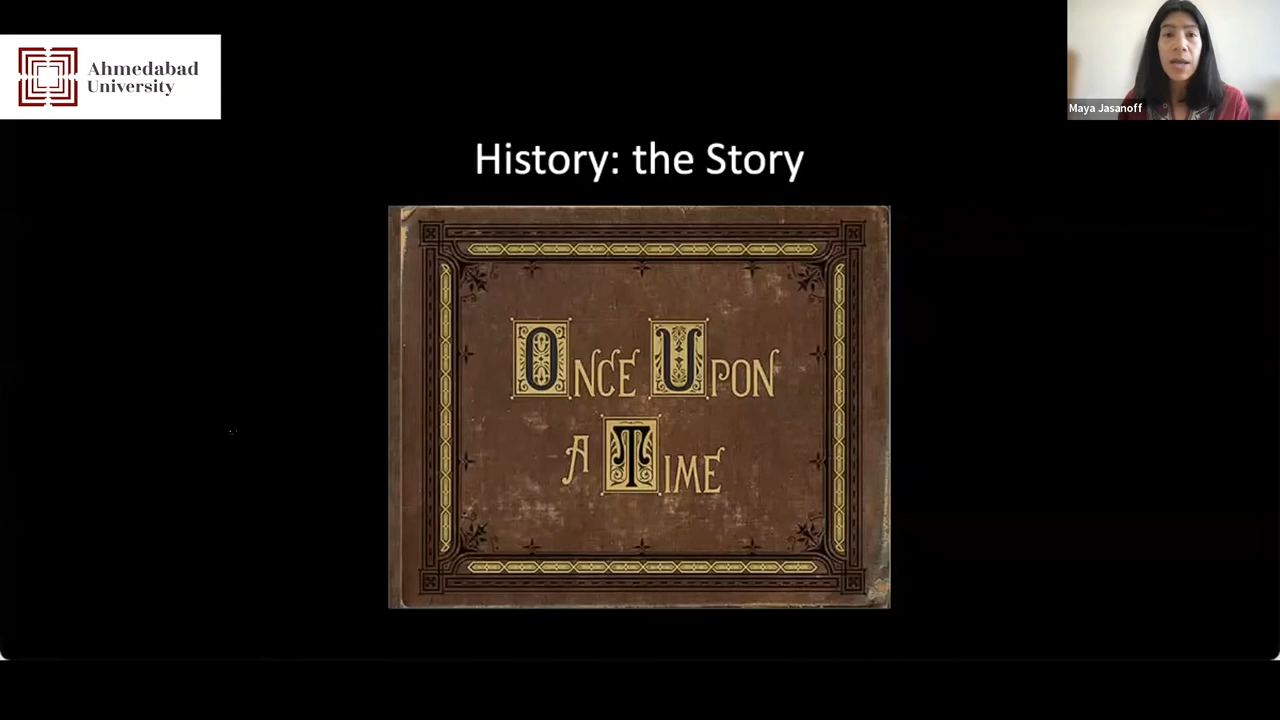 Ahmedabad
University
Maya Jasanoff
History: the Story
Once Upon
A Time